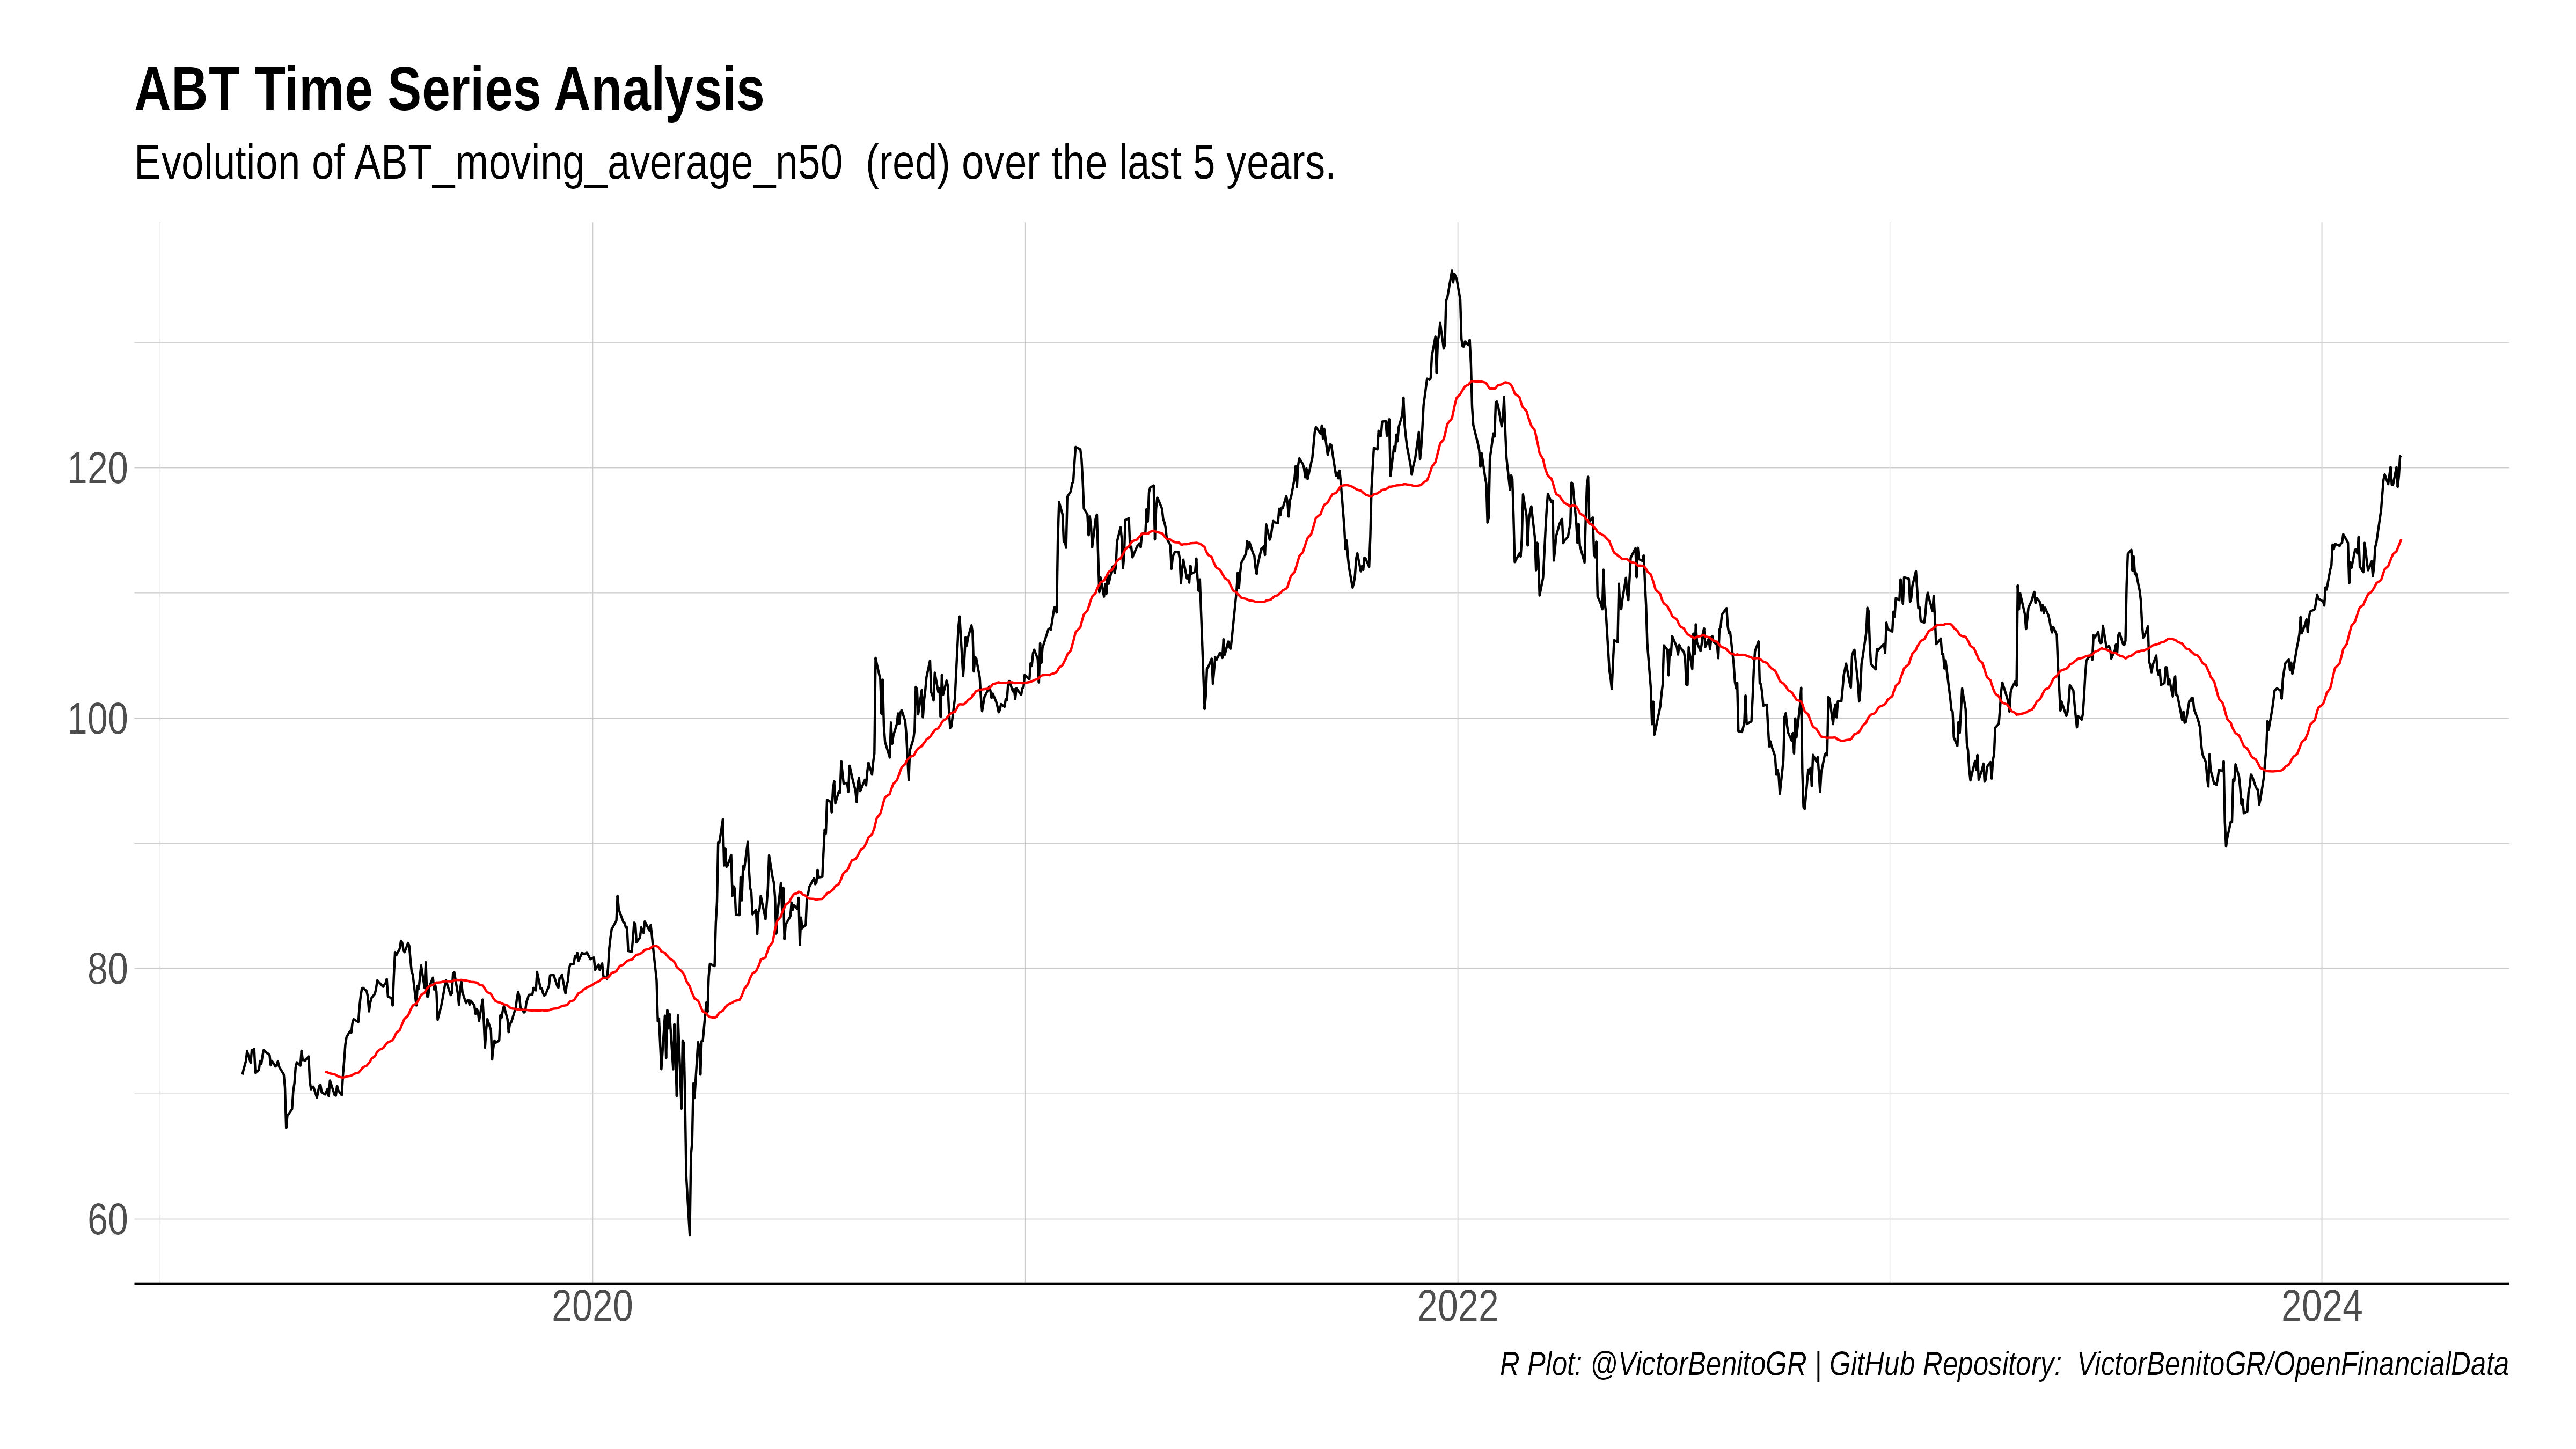 ABT Time Series Analysis
Evolution of ABT_moving_average_n50  (red) over the last 5 years.
120
100
80
60
2020 2022 2024
R Plot: @VictorBenitoGR | GitHub Repository:  VictorBenitoGR/OpenFinancialData